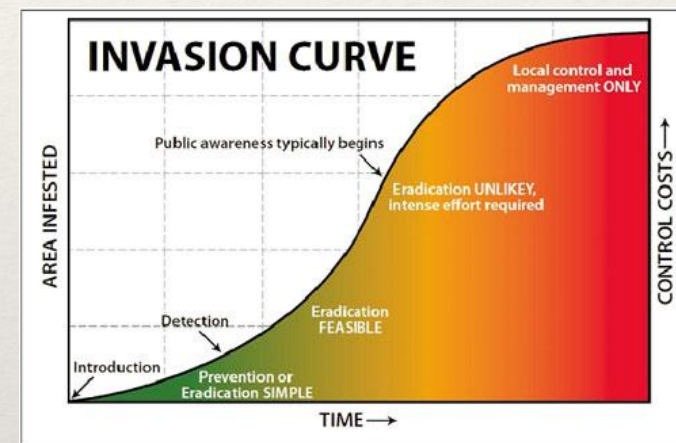 INVASION CURVE
Local control and
management ONLY
Public awareness typically begins
Eradication UNLIKEY,
intense effort required
AREA INFESTED
CONTROL COSTS
Eradication
FEASIBLE
Detection
Introduction
Prevention or
Eradication SIMPLE
TIME